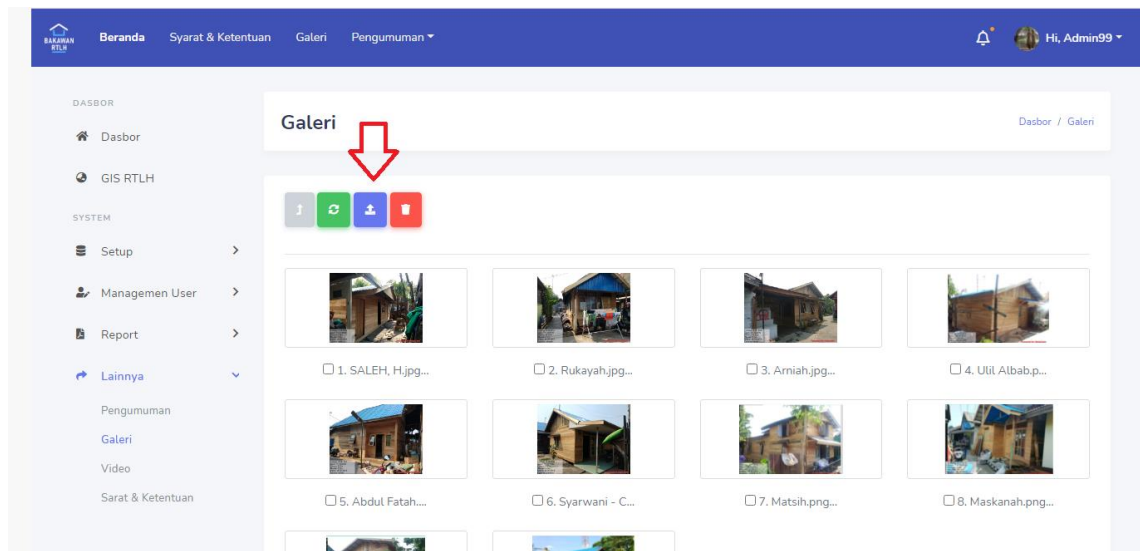 BAKAWAN
RTLH
Beranda Syarat & Ketentuan Galeri Pengumuman
Hi, Admin99
DASBOR
Dasbor
GIS RTLH
SYSTEM
Setup
Managemen User
Report
Lainnya
Pengumuman
Galeri
Video
Sarat & Ketentuan
Galeri
Dasbor / Galeri
1. SALEH, H.jpg...
2. Rukayah.jpg...
3. Arniah.jpg...
4. Ulil Albab.p...
5. Abdul Fatah....
6. Syarwani - C...
7. Matsih.png...
8. Maskanah.png...